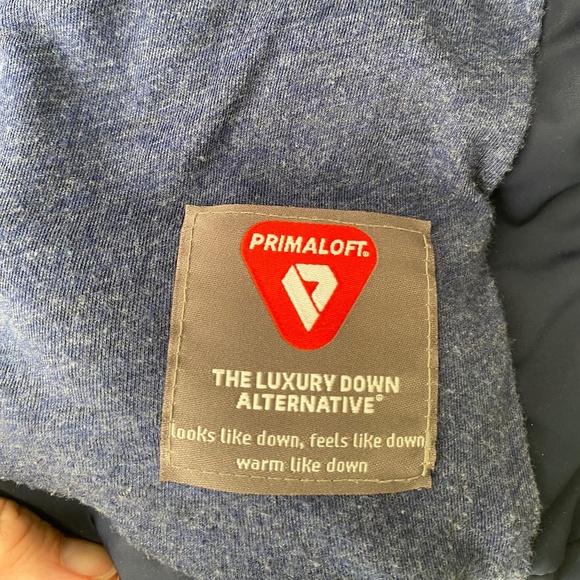 PRIMALOFT®
THE LUXURY DOWN
ALTERNATIVE®
looks like down, feels like down,
warm like down